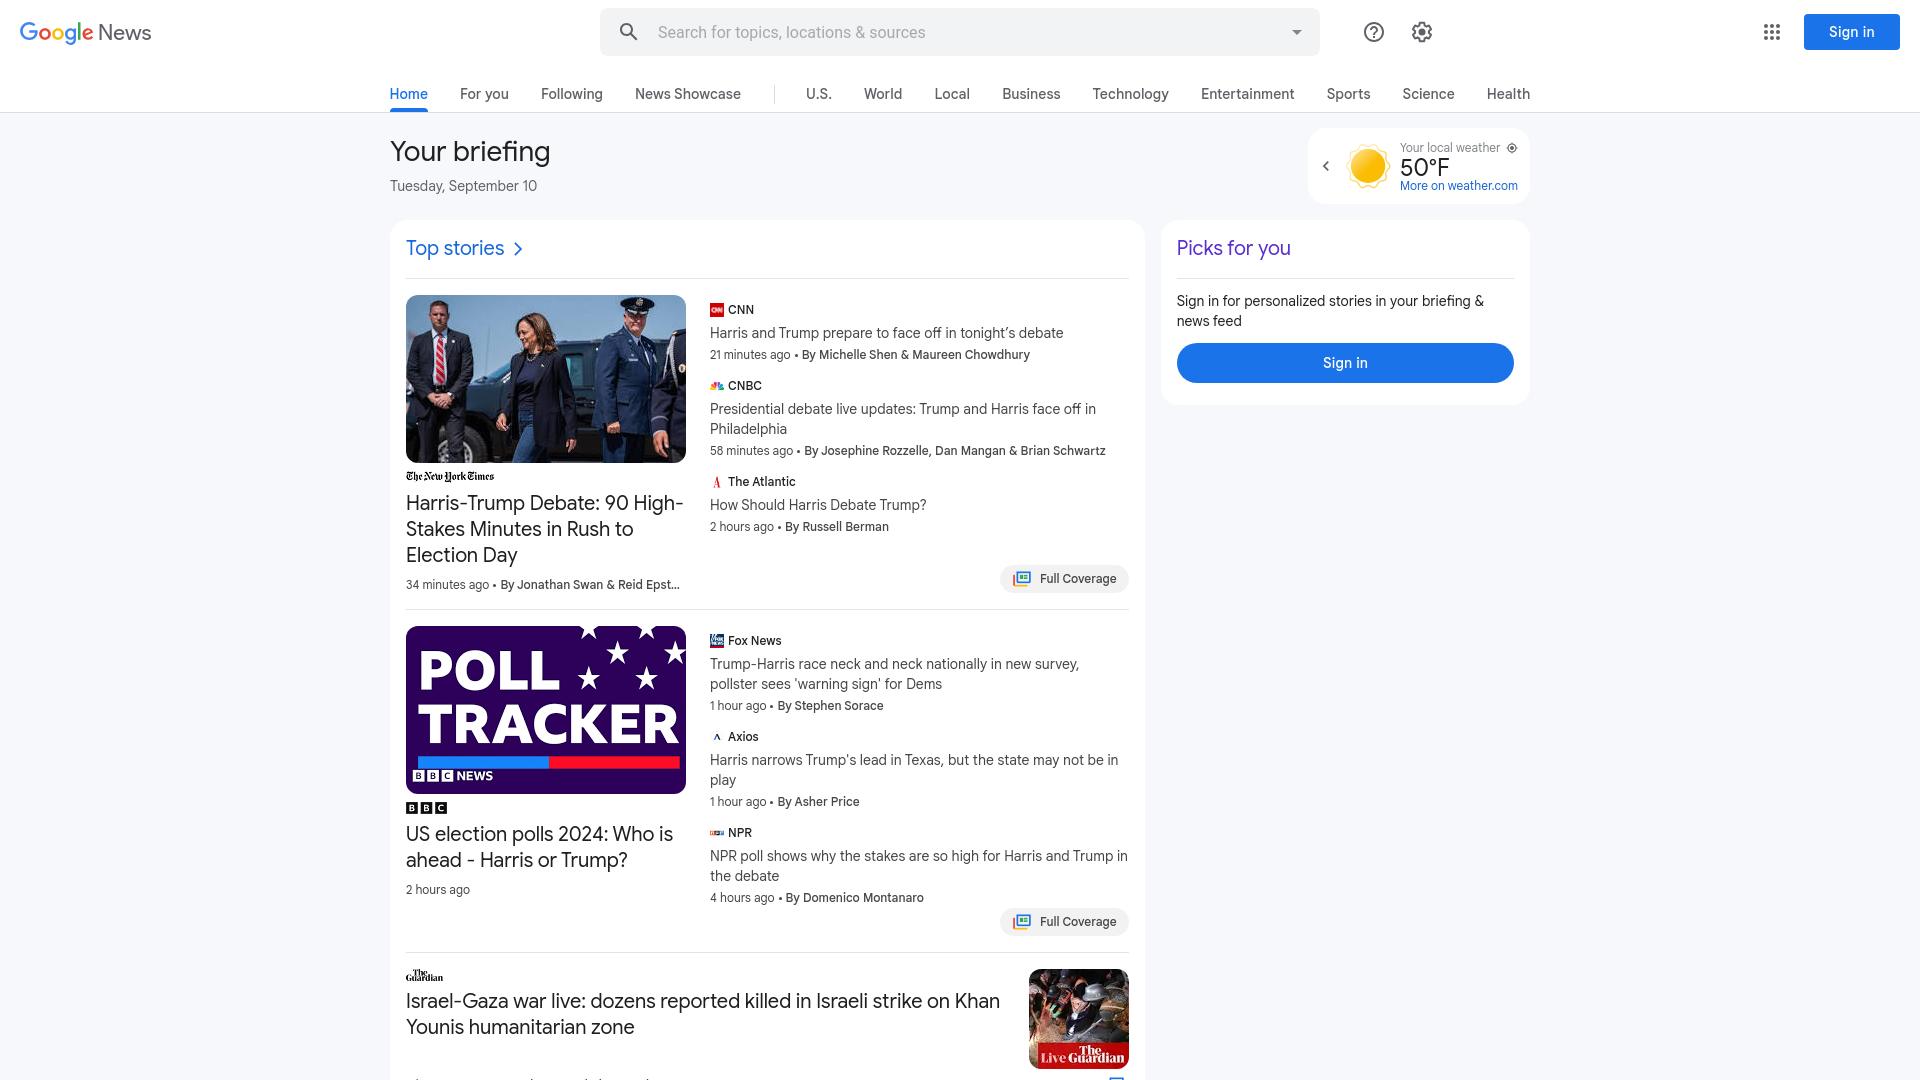 Google News
Search for topics, locations & sources
Sign in
Home
For you
Following
News Showcase
U.S.
World
Local
Business
Technology
Entertainment
Sports
Science
Health
Your briefing
Tuesday, September 10
Your local weather
50°F
More on weather.com
Top stories
The New York Times
Harris-Trump Debate: 90 High-
Stakes Minutes in Rush to
Election Day
34 minutes ago • By Jonathan Swan & Reid Epst...
CNN
Harris and Trump prepare to face off in tonight’s debate
21 minutes ago • By Michelle Shen & Maureen Chowdhury
CNBC
Presidential debate live updates: Trump and Harris face off in
Philadelphia
58 minutes ago • By Josephine Rozzelle, Dan Mangan & Brian Schwartz
The Atlantic
How Should Harris Debate Trump?
2 hours ago • By Russell Berman
Full Coverage
POLL
TRACKER
BBC NEWS
BBC
US election polls 2024: Who is
ahead - Harris or Trump?
2 hours ago
Fox News
Trump-Harris race neck and neck nationally in new survey,
pollster sees 'warning sign' for Dems
1 hour ago • By Stephen Sorace
Axios
Harris narrows Trump's lead in Texas, but the state may not be in
play
1 hour ago • By Asher Price
NPR
NPR poll shows why the stakes are so high for Harris and Trump in
the debate
4 hours ago • By Domenico Montanaro
Full Coverage
The Guardian
Israel-Gaza war live: dozens reported killed in Israeli strike on Khan
Younis humanitarian zone
Live The Guardian
Picks for you
Sign in for personalized stories in your briefing &
news feed
Sign in